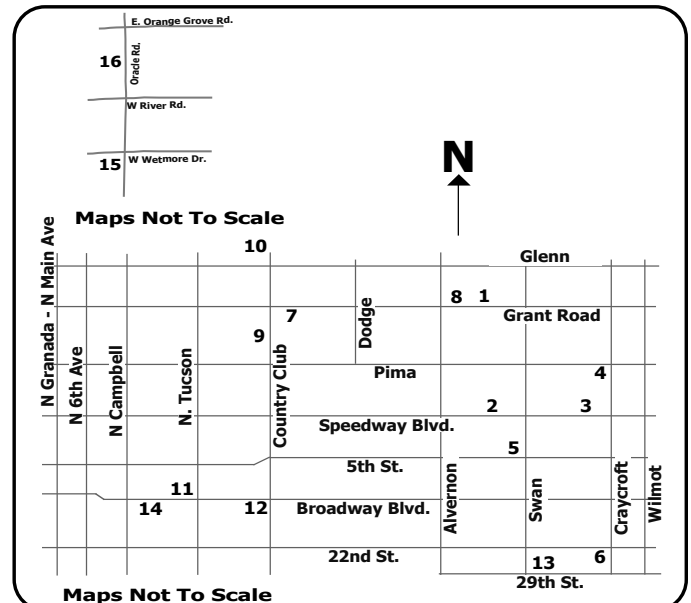 E. Orange Grove Rd.
16
Oracle Rd.
W River Rd.
15
W Wetmore Dr.
N
Maps Not To Scale
10
Glenn
8
1
7
Grant Road
9
Dodge
Pima
4
2
3
Speedway Blvd.
5
5th St.
11
14
12
Broadway Blvd.
22nd St.
13
6
29th St.
N Granada - N Main Ave
N 6th Ave
N Campbell
N. Tucson
Country Club
Alvernon
Swan
Craycroft
Wilmot
Maps Not To Scale